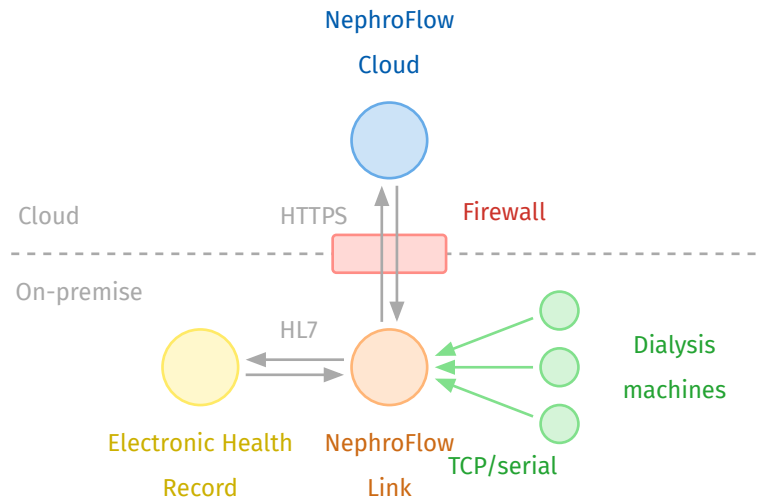 NephroFlow
Cloud
Cloud
HTTPS
Firewall
On-premise
HL7
Dialysis
machines
Electronic Health
Record
NephroFlow
Link
TCP/serial